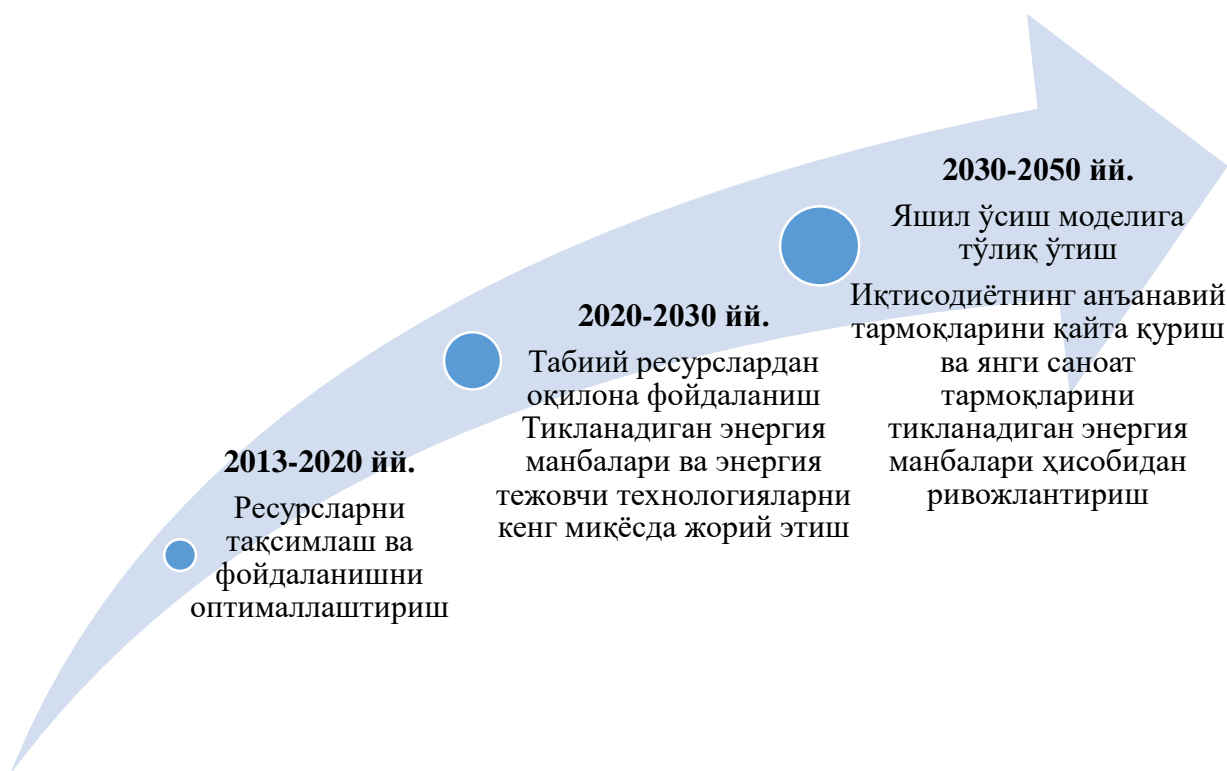 2013-2020 йй.
Ресурсларни
тақсимлаш ва
фойдаланишни
оптималлаштириш
2020-2030 йй.
Табиий ресурслардан
оқилона фойдаланиш
Тикланадиган энергия
манбалари ва энергия
тежовчи технологияларни
кенг миқёсда жорий этиш
2030-2050 йй.
Яшил ўсиш моделига
тўлиқ ўтиш
Иқтисодиётнинг анъанавий
тармоқларини қайта қуриш
ва янги саноат
тармоқларини
тикланадиган энергия
манбалари ҳисобидан
ривожлантириш